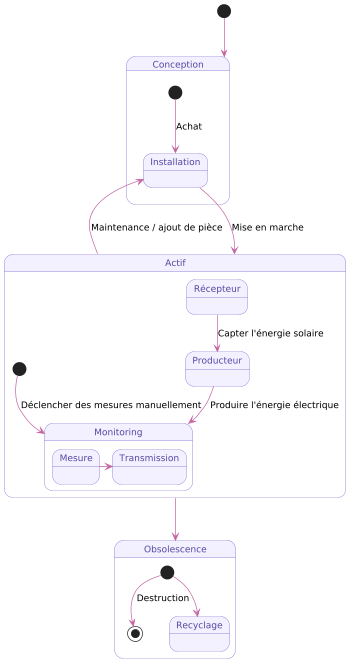 Conception
Achat
Installation
Maintenance / ajout de pièce
Mise en marche
Actif
Récepteur
Capter l'énergie solaire
Producteur
Déclencher des mesures manuellement
Produire l'énergie électrique
Monitoring
Mesure
Transmission
Obsolescence
Destruction
Recyclage